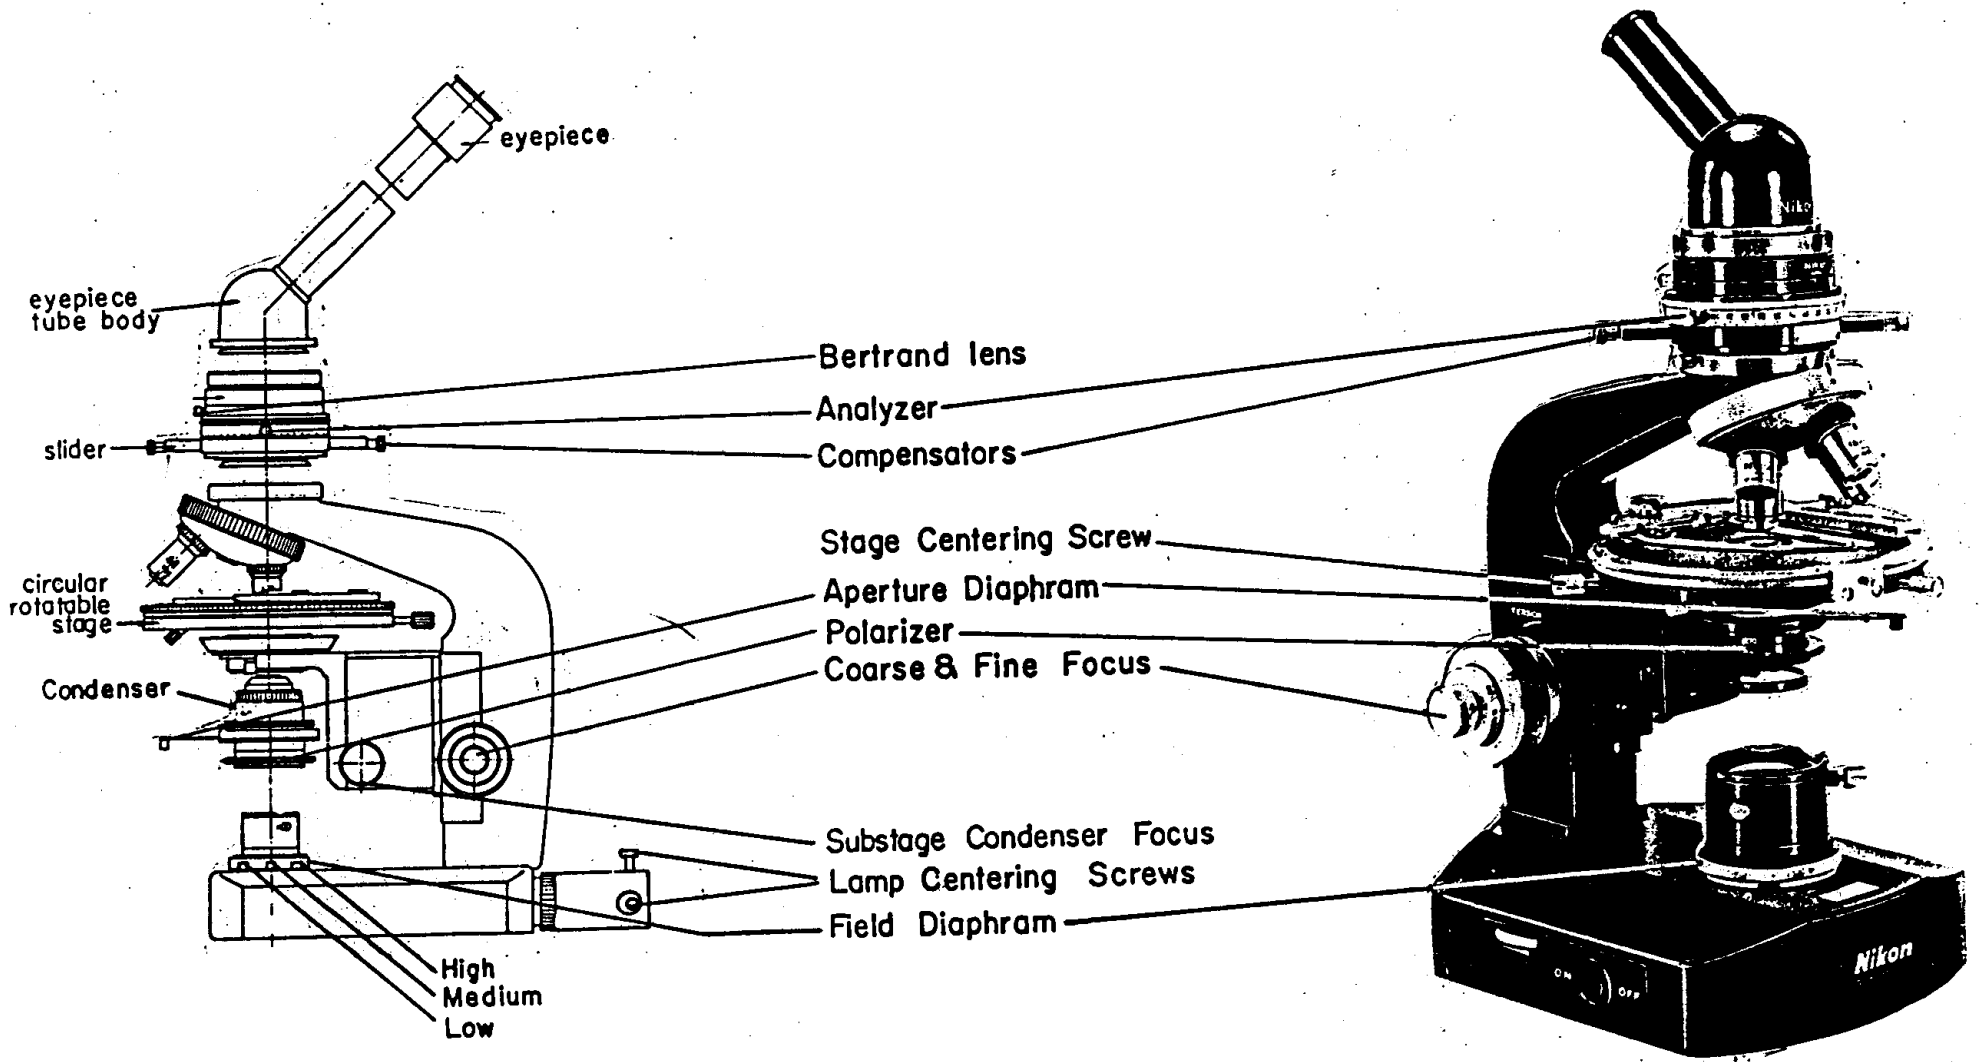 eyepiece
eyepiece
tube body
Bertrand lens
Analyzer
slider
Compensators
Stage Centering Screw
circular
rotatable
stage
Aperture Diaphram
Polarizer
Coarse & Fine Focus
Condenser
Substage Condenser Focus
Lamp Centering Screws
Field Diaphram
High
Medium
Low
Nikon
ON
OFF
Nikon